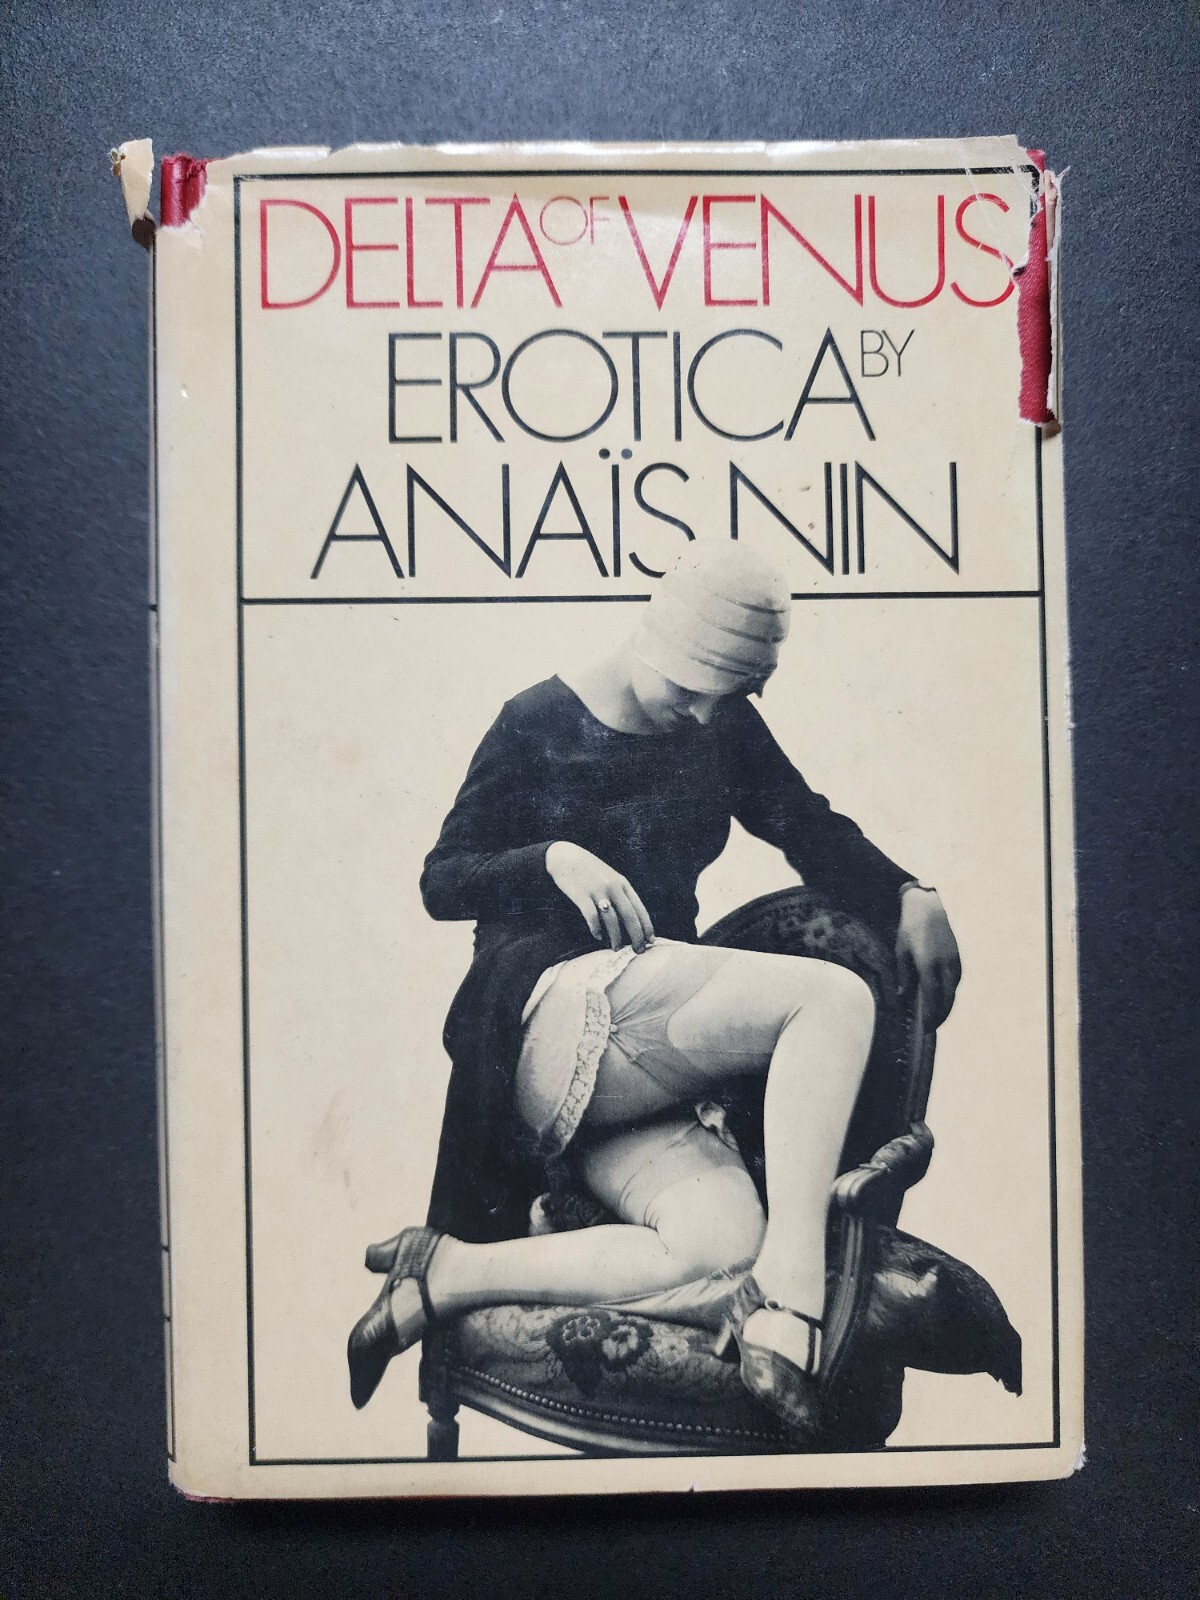 DELTA OF VENUS
EROTICA BY
ANAÏS NIN